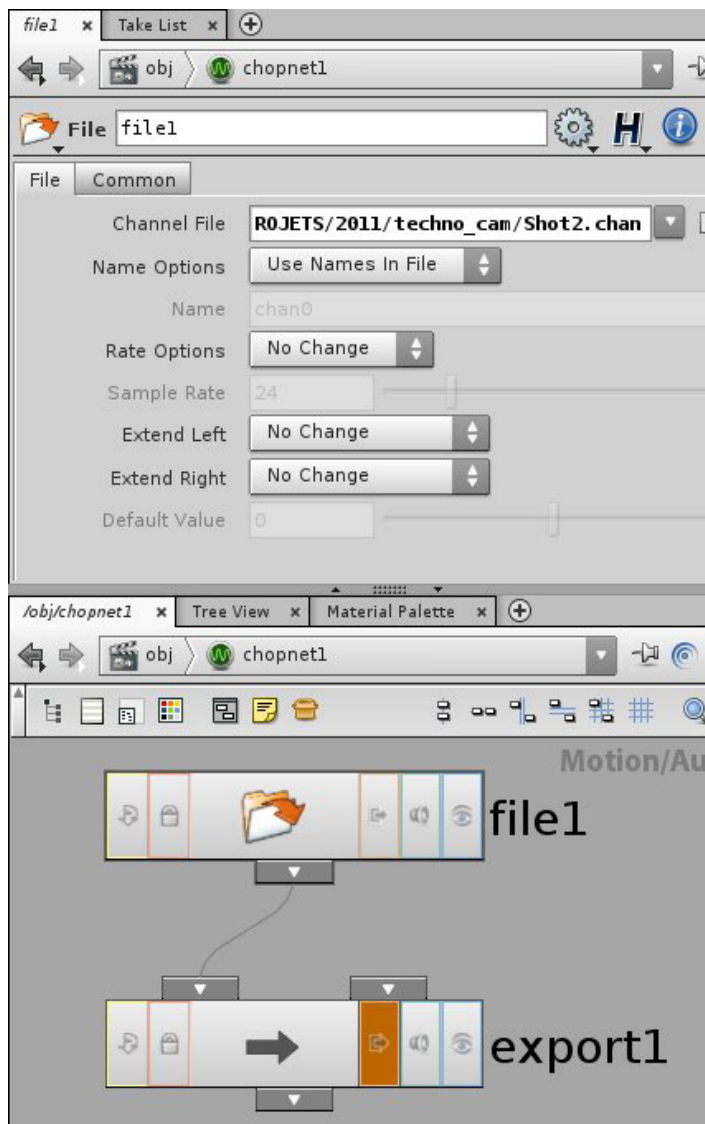 file1 Take List
obj chopnet1
File file1
File Common
Channel File ROJETS/2011/techno_cam/Shot2.chan
Name Options Use Names In File
Name chan0
Rate Options No Change
Sample Rate 24
Extend Left No Change
Extend Right No Change
Default Value 0
/obj/chopnet1 Tree View Material Palette
obj chopnet1
Motion/Au
file1
export1